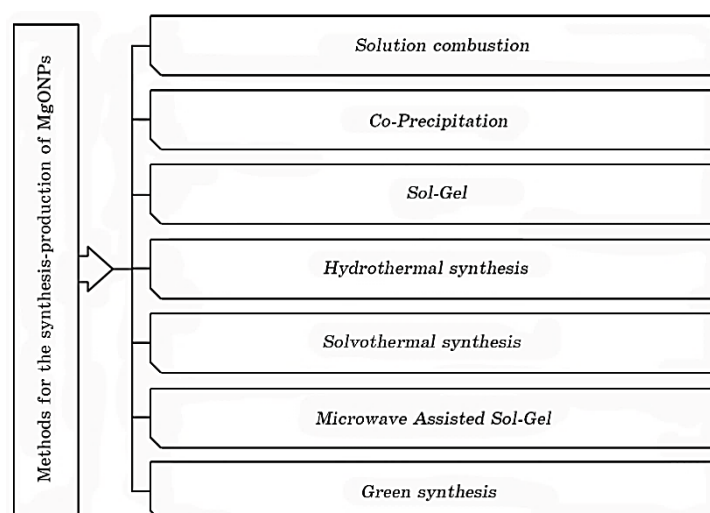 Methods for the synthesis-production of MgONPs
Solution combustion
Co-Precipitation
Sol-Gel
Hydrothermal synthesis
Solvothermal synthesis
Microwave Assisted Sol-Gel
Green synthesis